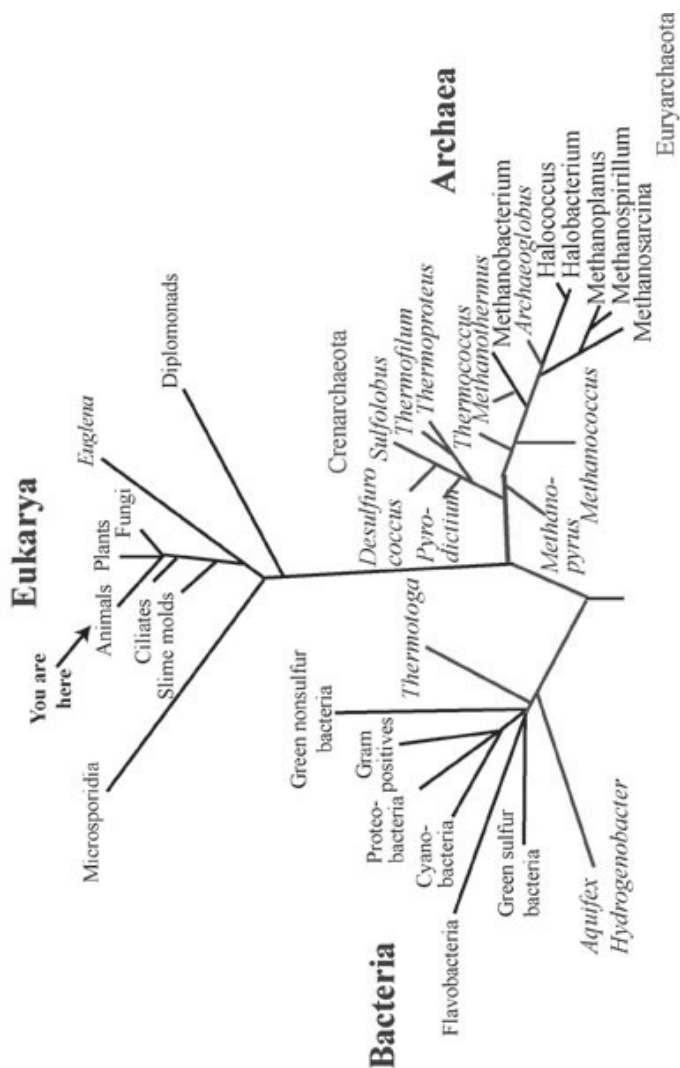 Eukarya
You are
here
Animals
Plants
Fungi
Euglena
Ciliates
Slime molds
Diplomonads
Microsporidia
Bacteria
Green nonsulfur
bacteria
Gram
positives
Proteo-
bacteria
Cyano-
bacteria
Flavobacteria
Green sulfur
bacteria
Thermotoga
Aquifex
Hydrogenobacter
Archaea
Crenarchaeota
Desulfuro
coccus
Sulfolobus
Thermofilum
Thermoproteus
Pyro-
dictium
Thermococcus
Methanothermus
Methanobacterium
Archaeoglobus
Halococcus
Halobacterium
Methanoplanus
Methanospirillum
Methanosarcina
Methano-
pyrus
Methanococcus
Euryarchaeota